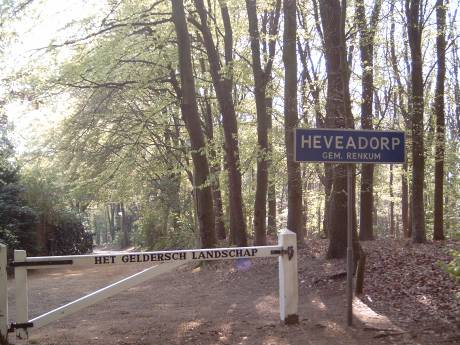 HEVEADORP
GEM. RENKUM
HET GELDERSCH LANDSCHAP